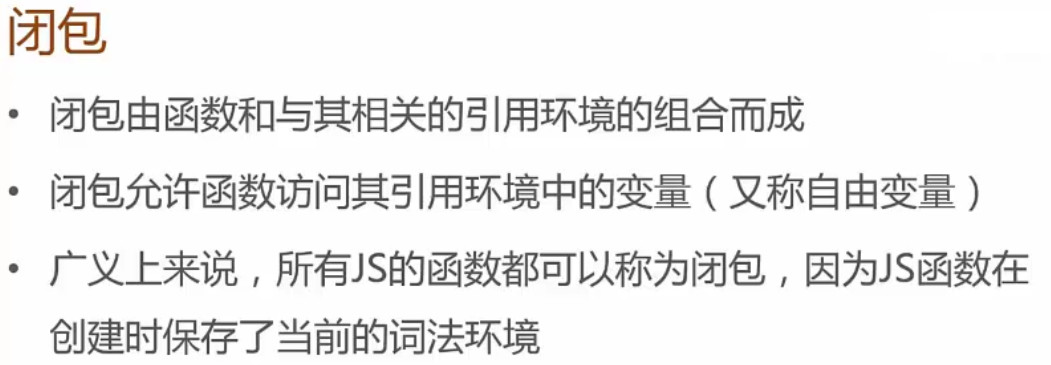 闭包
• 闭包由函数和与其相关的引用环境的组合而成
• 闭包允许函数访问其引用环境中的变量（又称自由变量）
• 广义上来说，所有JS的函数都可以称为闭包，因为JS函数在
创建时保存了当前的词法环境